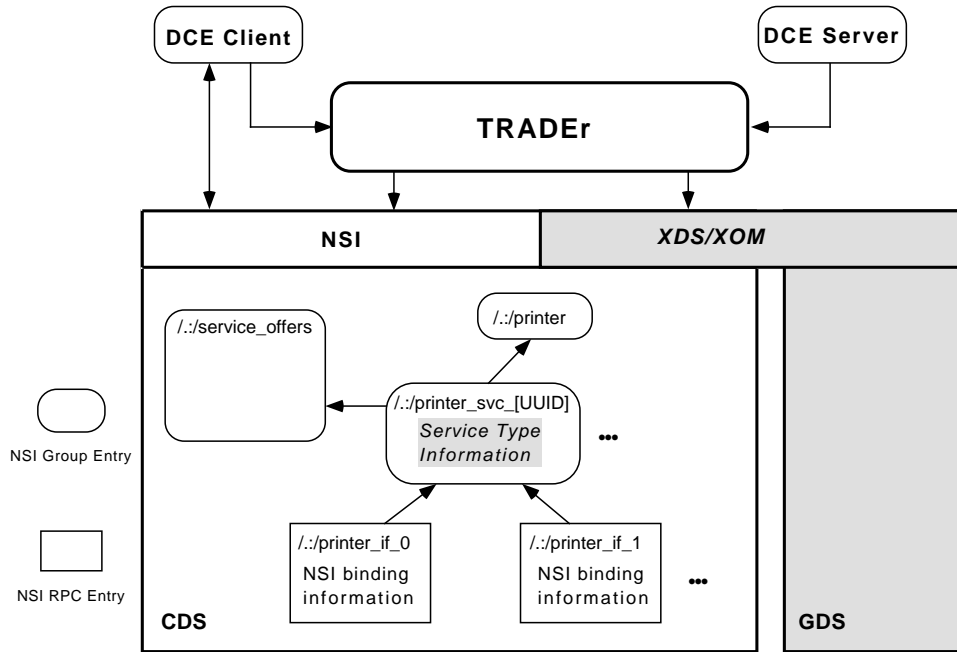 DCE Client
DCE Server
TRADEr
NSI
XDS/XOM
/.:/service_offers
/.:/printer
/.:/printer_svc_[UUID]
Service Type
Information
•••
NSI Group Entry
/.:/printer_if_0
NSI binding
information
/.:/printer_if_1
NSI binding
information
•••
NSI RPC Entry
CDS
GDS